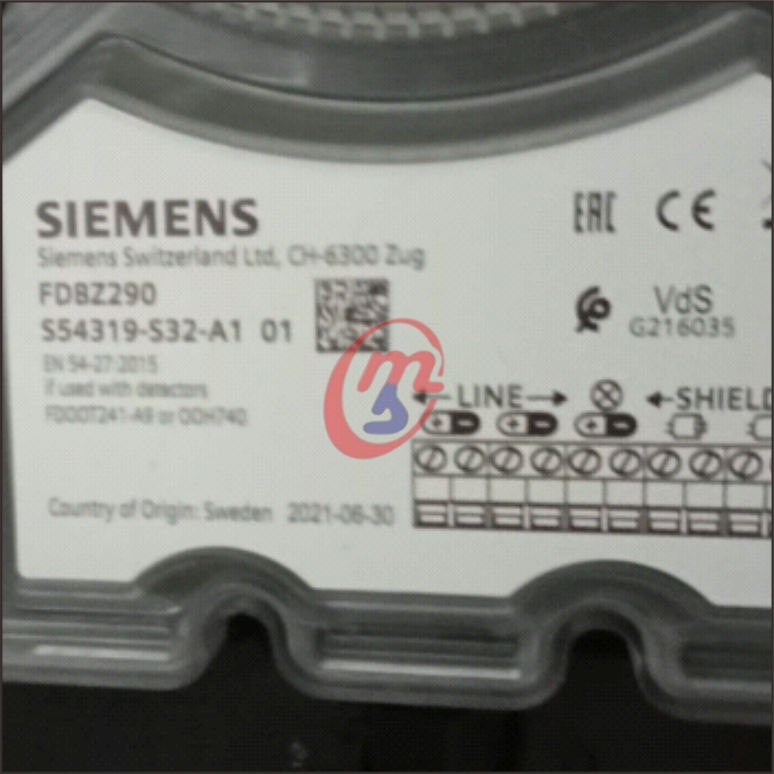 SIEMENS
Siemens Switzerland Ltd, CH-6300 Zug
FDBZ290
S54319-S32-A1 01
EN 54-27:2015
if used with detectors
FDOOT241-A9 or OOH740
Country of Origin: Sweden 2021-06-30
EAC CE
VdS
G216035
LINE
SHIELD